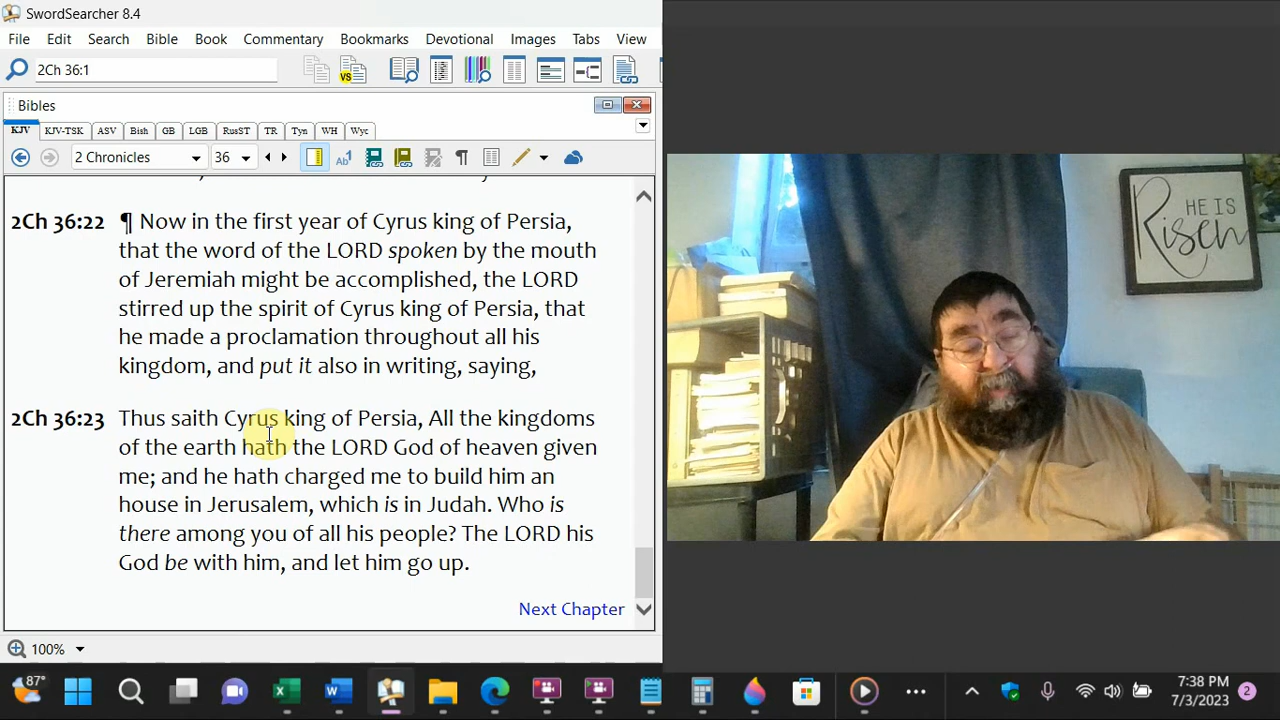 SwordSearcher 8.4
File Edit Search Bible Book Commentary Bookmarks Devotional Images Tabs View
2Ch 36:1
VS
Bibles
KJV KJV-TSK ASV Bish GB LGB RusST TR Tyn WH Wyc
2 Chronicles 36
2Ch 36:22 ¶ Now in the first year of Cyrus king of Persia,
that the word of the LORD spoken by the mouth
of Jeremiah might be accomplished, the LORD
stirred up the spirit of Cyrus king of Persia, that
he made a proclamation throughout all his
kingdom, and put it also in writing, saying,
2Ch 36:23 Thus saith Cyrus king of Persia, All the kingdoms
of the earth hath the LORD God of heaven given
me; and he hath charged me to build him an
house in Jerusalem, which is in Judah. Who is
there among you of all his people? The LORD his
God be with him, and let him go up.
Next Chapter
100%
HE IS
Risen
87°
7:38 PM
7/3/2023
2